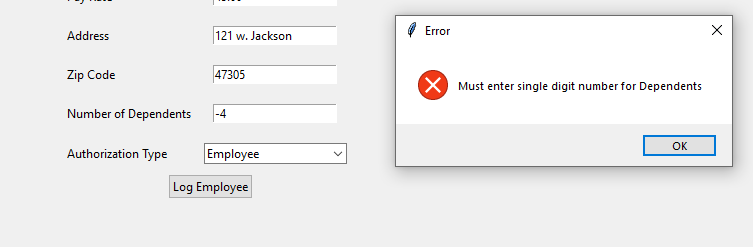 Error
Address
121 w. Jackson
Zip Code
47305
Must enter single digit number for Dependents
Number of Dependents
-4
OK
Authorization Type
Employee
Log Employee